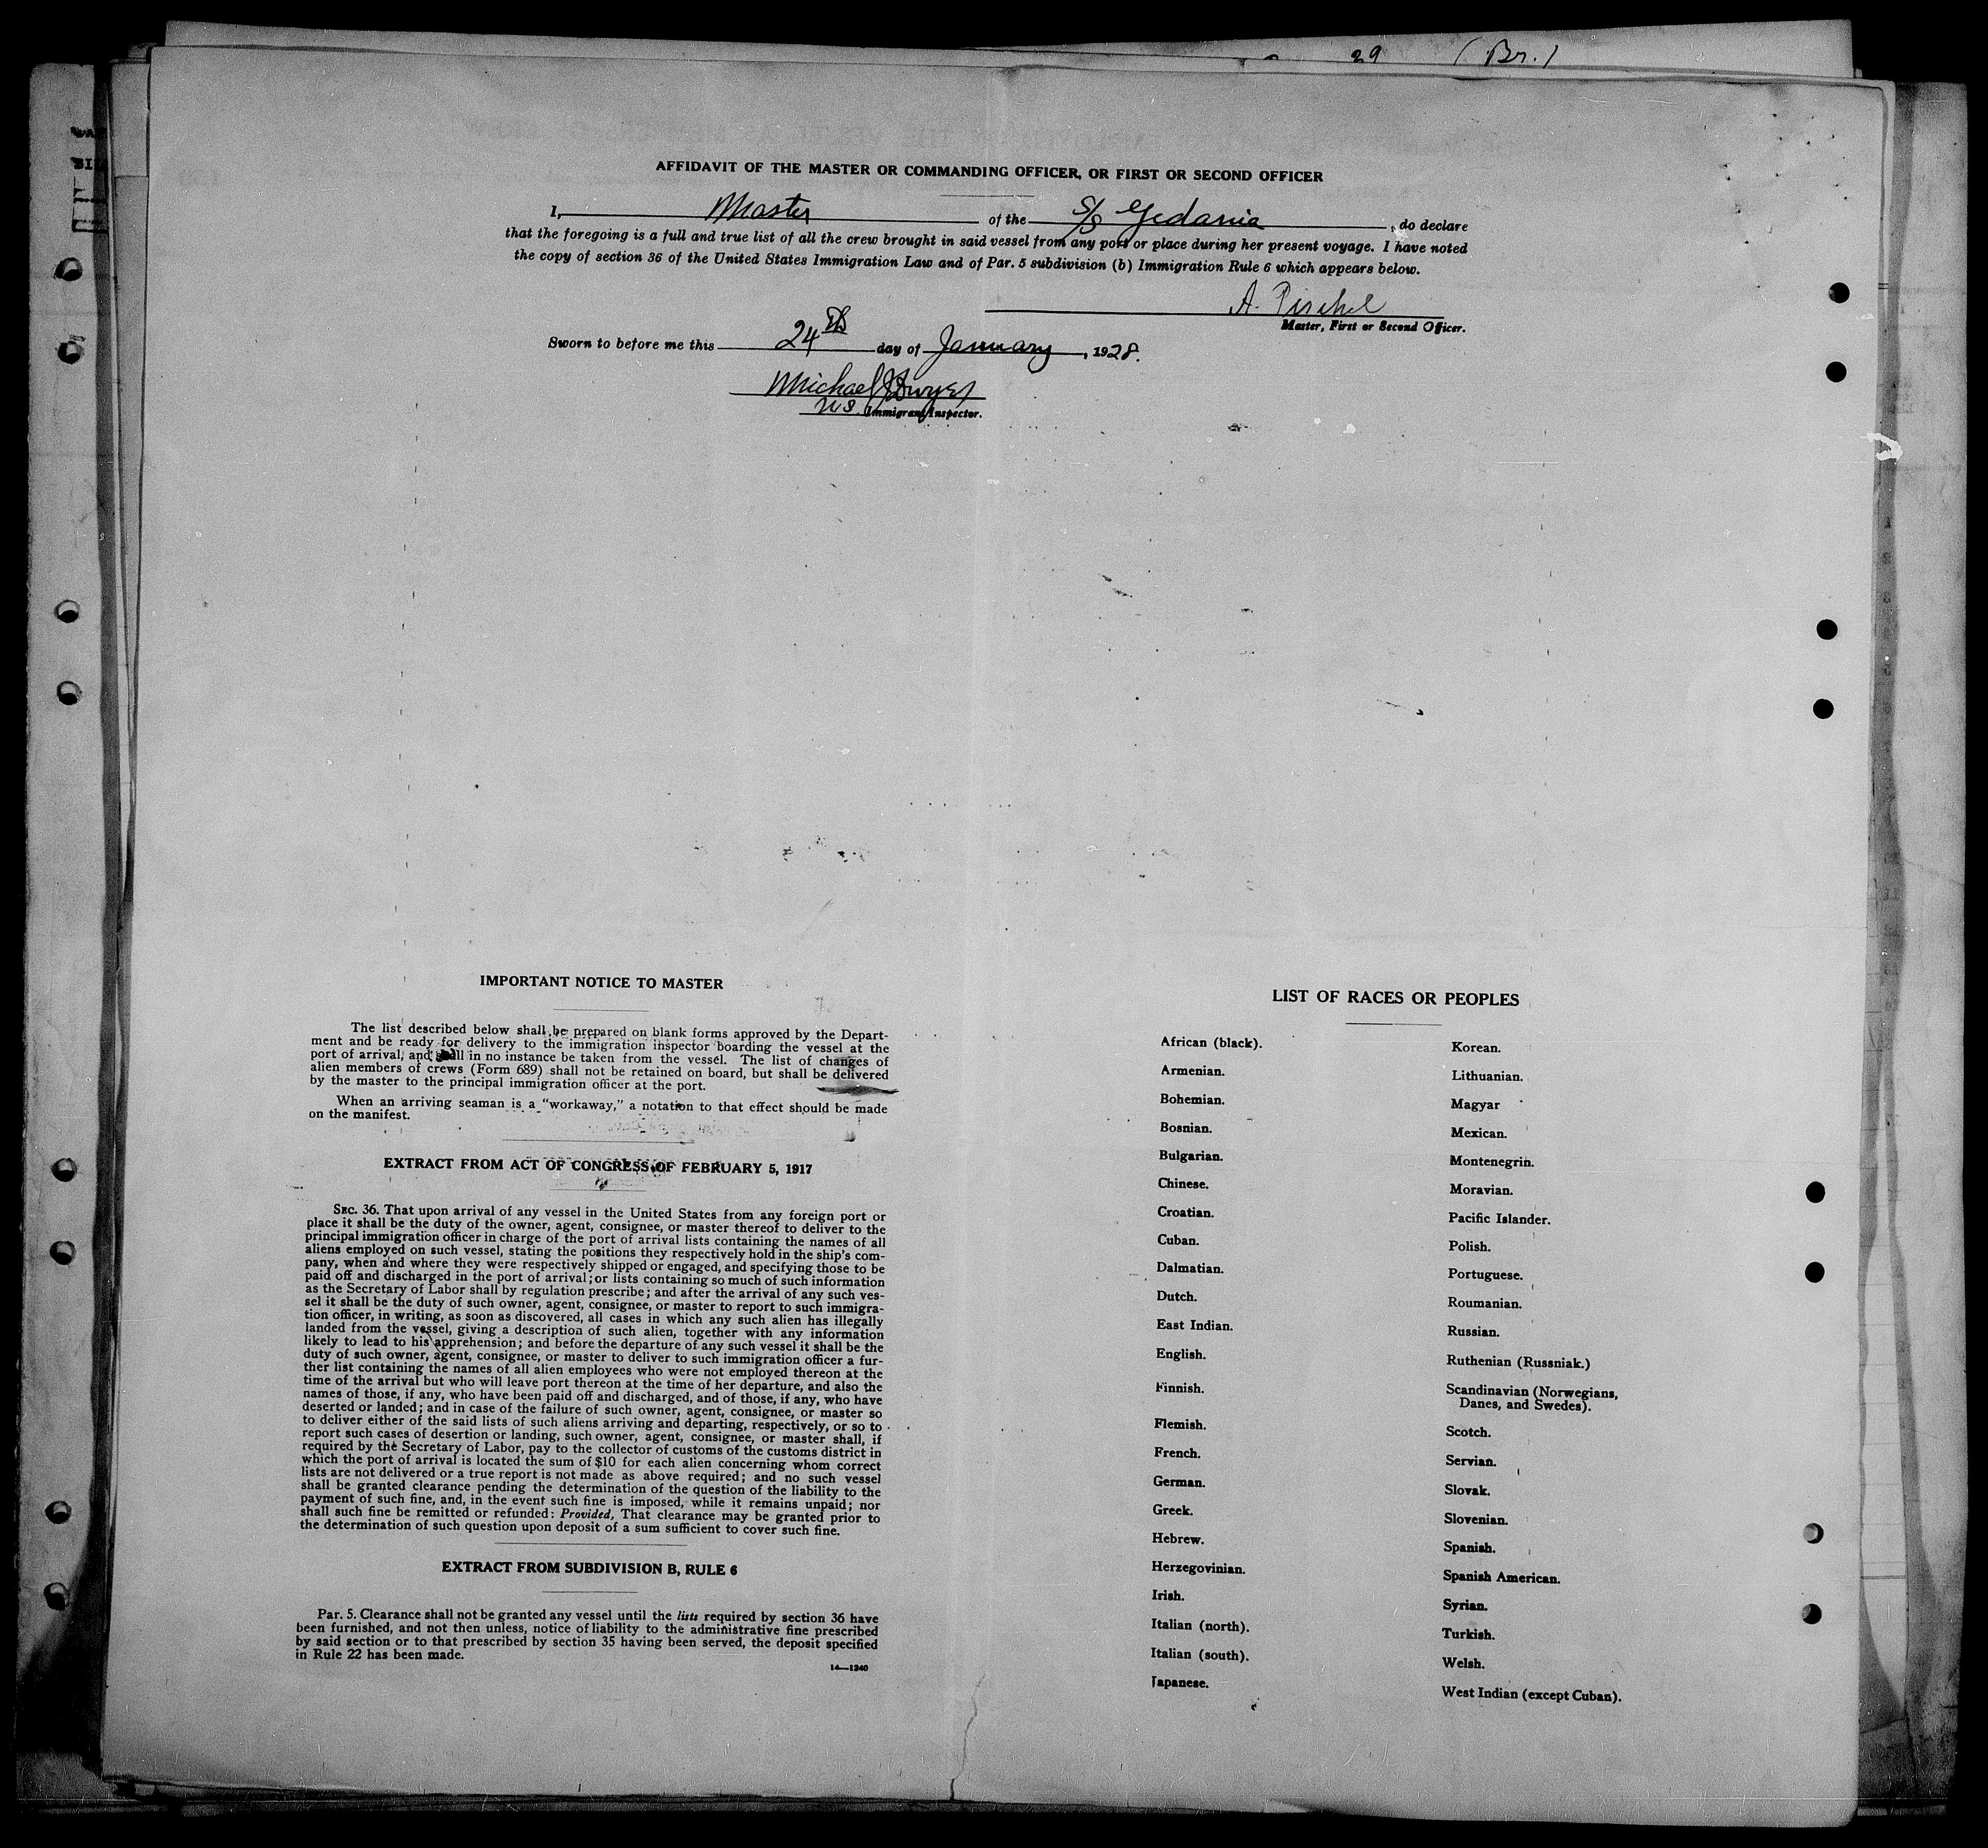 39 (Br.)
AFFIDAVIT OF THE MASTER OR COMMANDING OFFICER, OR FIRST OR SECOND OFFICER
I, Master of the S/S Gedania, do declare
that the foregoing is a full and true list of all the crew brought in said vessel from any port or place during her present voyage. I have noted
the copy of section 36 of the United States Immigration Law and of Par. 5 subdivision (b) Immigration Rule 6 which appears below.
A. Pischel
Master, First or Second Officer.
Sworn to before me this 24th day of January, 1928.
Michael J Dwyer
US. Immigrant Inspector.
IMPORTANT NOTICE TO MASTER
The list described below shall be prepared on blank forms approved by the Depart-
ment and be ready for delivery to the immigration inspector boarding the vessel at the
port of arrival, and shall in no instance be taken from the vessel. The list of changes of
alien members of crews (Form 689) shall not be retained on board, but shall be delivered
by the master to the principal immigration officer at the port.
When an arriving seaman is a "workaway," a notation to that effect should be made
on the manifest.
EXTRACT FROM ACT OF CONGRESS OF FEBRUARY 5, 1917
SEC. 36. That upon arrival of any vessel in the United States from any foreign port or
place it shall be the duty of the owner, agent, consignee, or master thereof to deliver to the
principal immigration officer in charge of the port of arrival lists containing the names of all
aliens employed on such vessel, stating the positions they respectively hold in the ship's com-
pany, when and where they were respectively shipped or engaged, and specifying those to be
paid off and discharged in the port of arrival; or lists containing so much of such information
as the Secretary of Labor shall by regulation prescribe; and after the arrival of any such ves-
sel it shall be the duty of such owner, agent, consignee, or master to report to such immigra-
tion officer, in writing, as soon as discovered, all cases in which any such alien has illegally
landed from the vessel, giving a description of such alien, together with any information
likely to lead to his apprehension; and before the departure of any such vessel it shall be the
duty of such owner, agent, consignee, or master to deliver to such immigration officer a fur-
ther list containing the names of all alien employees who were not employed thereon at the
time of the arrival but who will leave port thereon at the time of her departure, and also the
names of those, if any, who have been paid off and discharged, and of those, if any, who have
deserted or landed; and in case of the failure of such owner, agent, consignee, or master so
to deliver either of the said lists of such aliens arriving and departing, respectively, or so to
report such cases of desertion or landing, such owner, agent, consignee, or master shall, if
required by the Secretary of Labor, pay to the collector of customs of the customs district in
which the port of arrival is located the sum of $10 for each alien concerning whom correct
lists are not delivered or a true report is not made as above required; and no such vessel
shall be granted clearance pending the determination of the question of the liability to the
payment of such fine, and, in the event such fine is imposed, while it remains unpaid; nor
shall such fine be remitted or refunded: Provided, That clearance may be granted prior to
the determination of such question upon deposit of a sum sufficient to cover such fine.
EXTRACT FROM SUBDIVISION B, RULE 6
Par. 5. Clearance shall not be granted any vessel until the lists required by section 36 have
been furnished, and not then unless, notice of liability to the administrative fine prescribed
by said section or to that prescribed by section 35 having been served, the deposit specified
in Rule 22 has been made.
14—1240
LIST OF RACES OR PEOPLES
African (black).
Armenian.
Bohemian.
Bosnian.
Bulgarian.
Chinese.
Croatian.
Cuban.
Dalmatian.
Dutch.
East Indian.
English.
Finnish.
Flemish.
French.
German.
Greek.
Hebrew.
Herzegovinian.
Irish.
Italian (north).
Italian (south).
Japanese.
Korean.
Lithuanian.
Magyar
Mexican.
Montenegrin.
Moravian.
Pacific Islander.
Polish.
Portuguese.
Roumanian.
Russian.
Ruthenian (Russniak.)
Scandinavian (Norwegians,
Danes, and Swedes).
Scotch.
Servian.
Slovak.
Slovenian.
Spanish.
Spanish American.
Syrian.
Turkish.
Welsh.
West Indian (except Cuban).